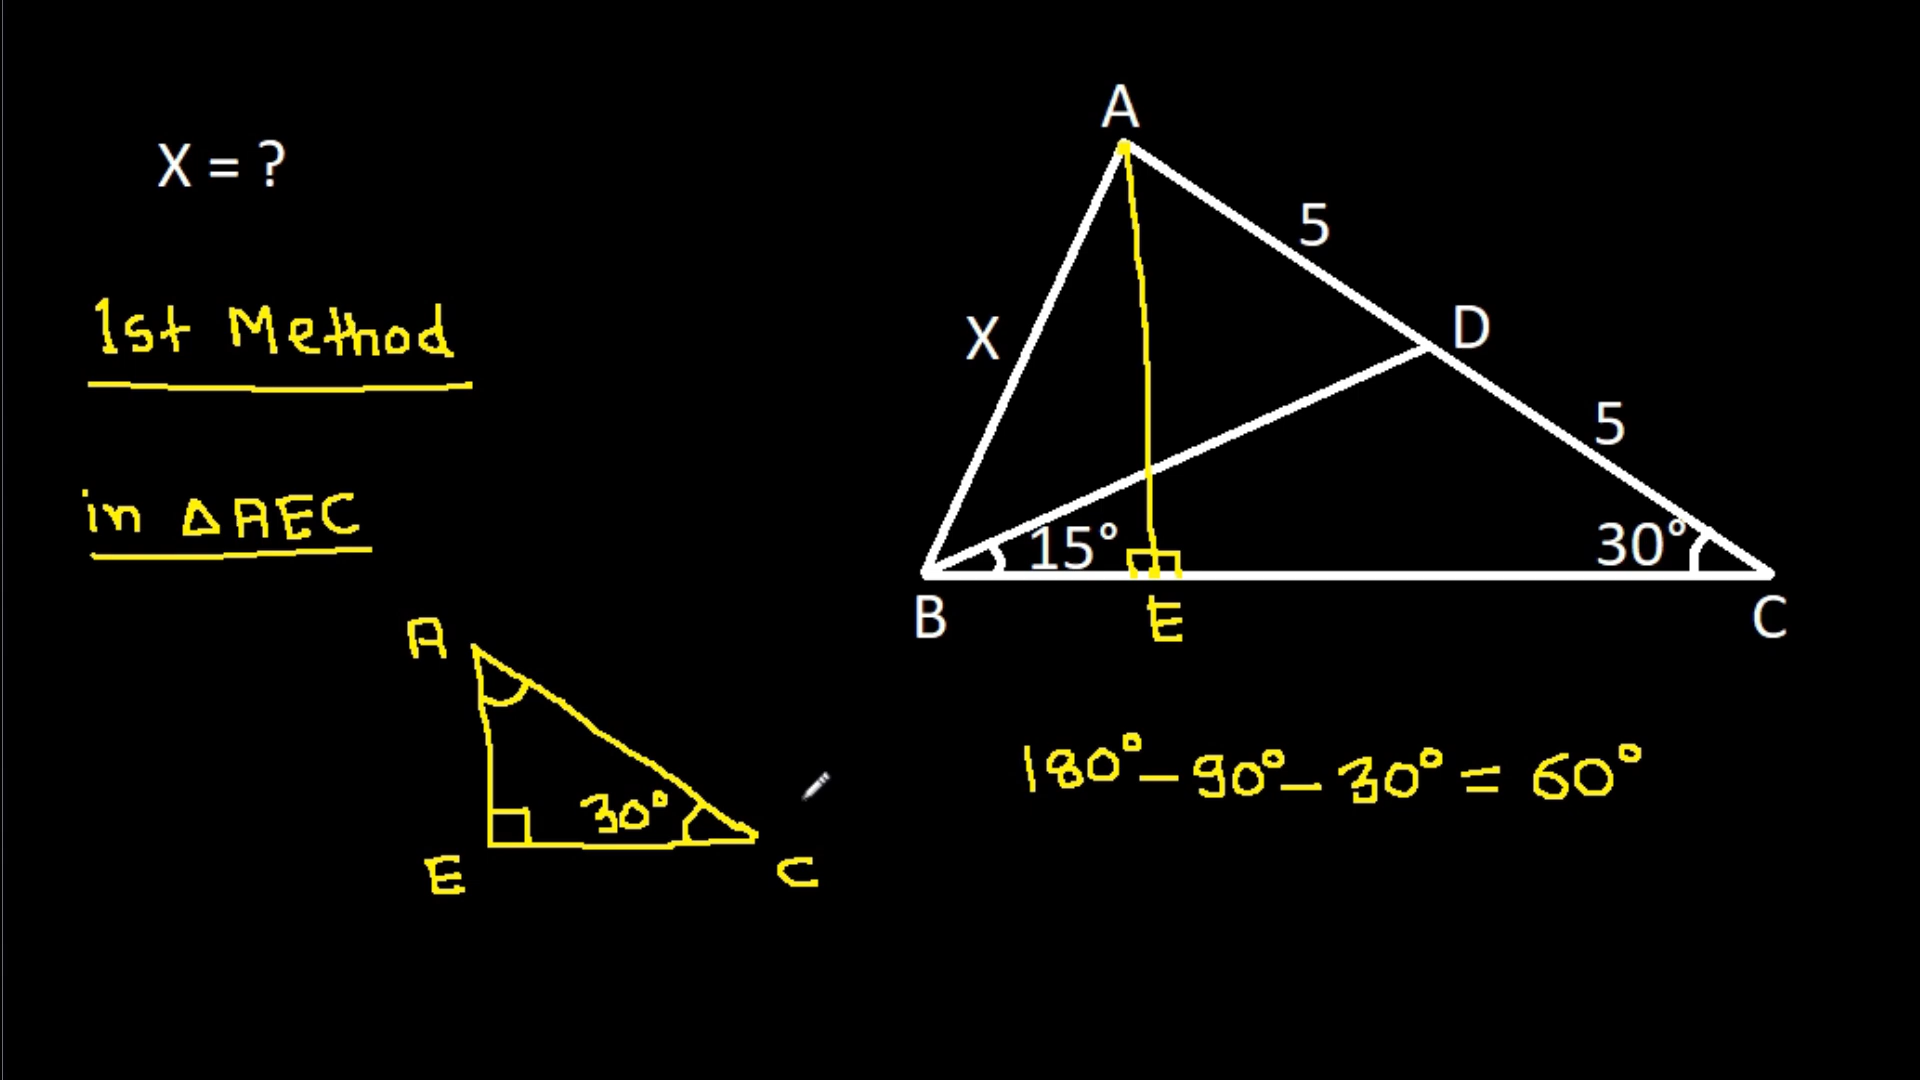 X = ?
1st Method
in ΔAEC
A
5
X
D
5
15°
30°
B
E
C
A
30°
E
C
180° - 90° - 30° = 60°